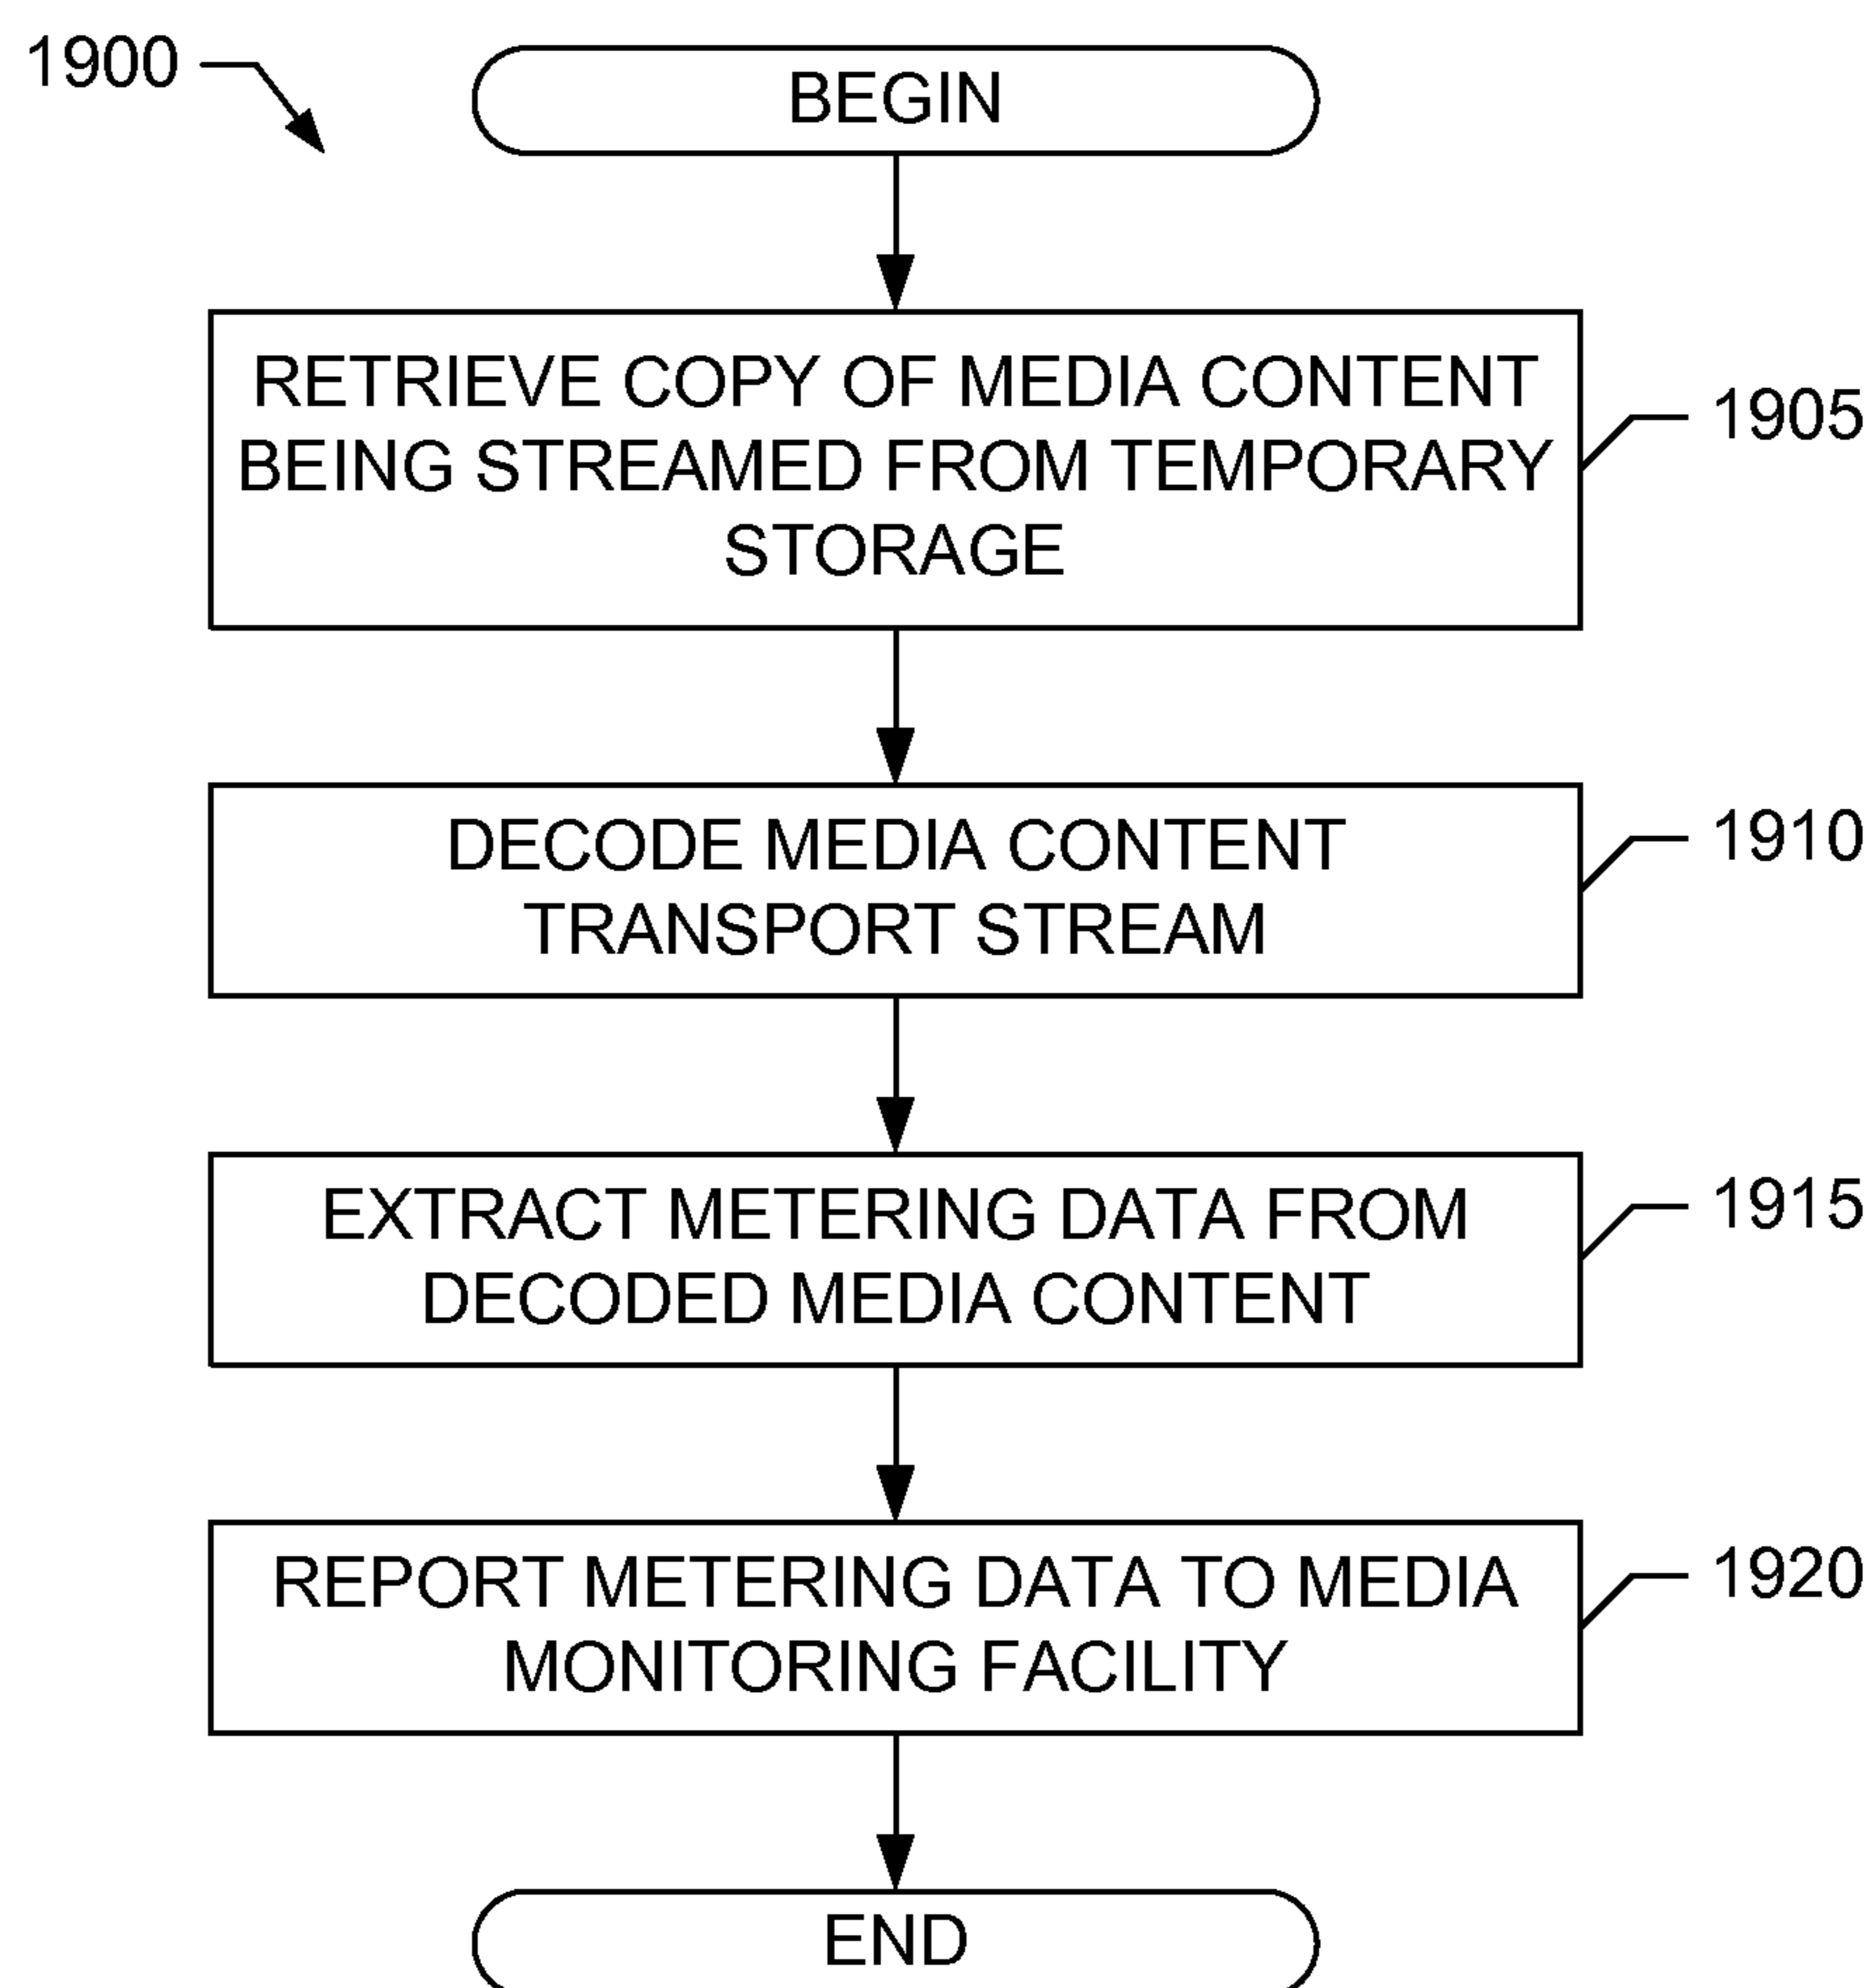 1900
BEGIN
RETRIEVE COPY OF MEDIA CONTENT
BEING STREAMED FROM TEMPORARY
STORAGE
1905
DECODE MEDIA CONTENT
TRANSPORT STREAM
1910
EXTRACT METERING DATA FROM
DECODED MEDIA CONTENT
1915
REPORT METERING DATA TO MEDIA
MONITORING FACILITY
1920
END